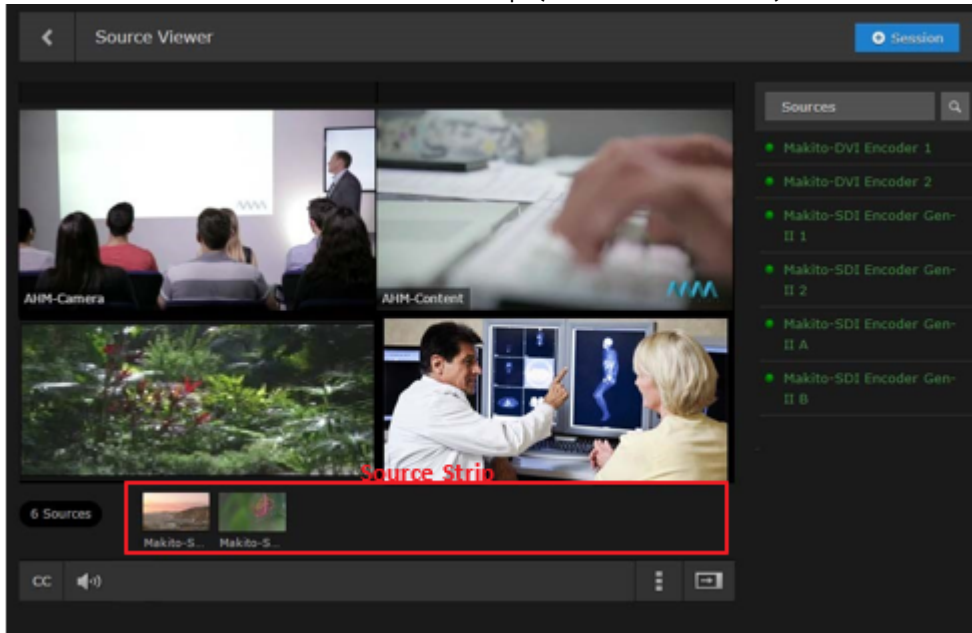 Source Viewer
Session
Sources
Makito-DVI Encoder 1
Makito-DVI Encoder 2
Makito-SDI Encoder Gen-
II 1
Makito-SDI Encoder Gen-
II 2
Makito-SDI Encoder Gen-
II A
Makito-SDI Encoder Gen-
II B
AHM-Camera
AHM-Content
Source Strip
6 Sources
Makito-S...
Makito-S...
CC